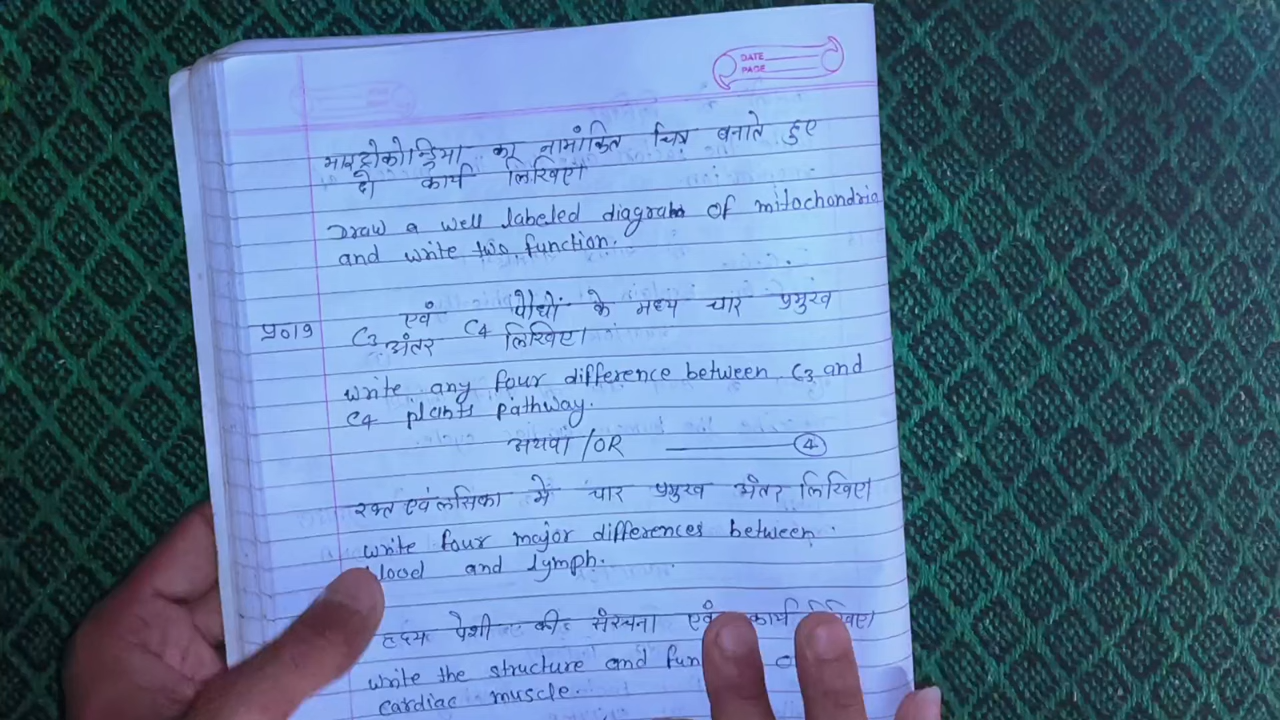 DATE
PAGE
माइट्रोकोन्ड्रिया का नामांकित चित्र बनाते हुए
दो कार्य लिखिए।
Draw a well labeled diagram of mitochondria
and write two function.
प्र019 C3 एवं C4 पौधों के मध्य चार प्रमुख
अंतर लिखिए।
write any four difference between C3 and
C4 plants pathway.
अथवा /OR 4
रक्त एवं लसिका में चार प्रमुख अंतर लिखिए।
write four major differences between
blood and lymph.
हृदय पेशी की संरचना एवं कार्य लिखिए।
write the structure and fun
cardiac muscle.